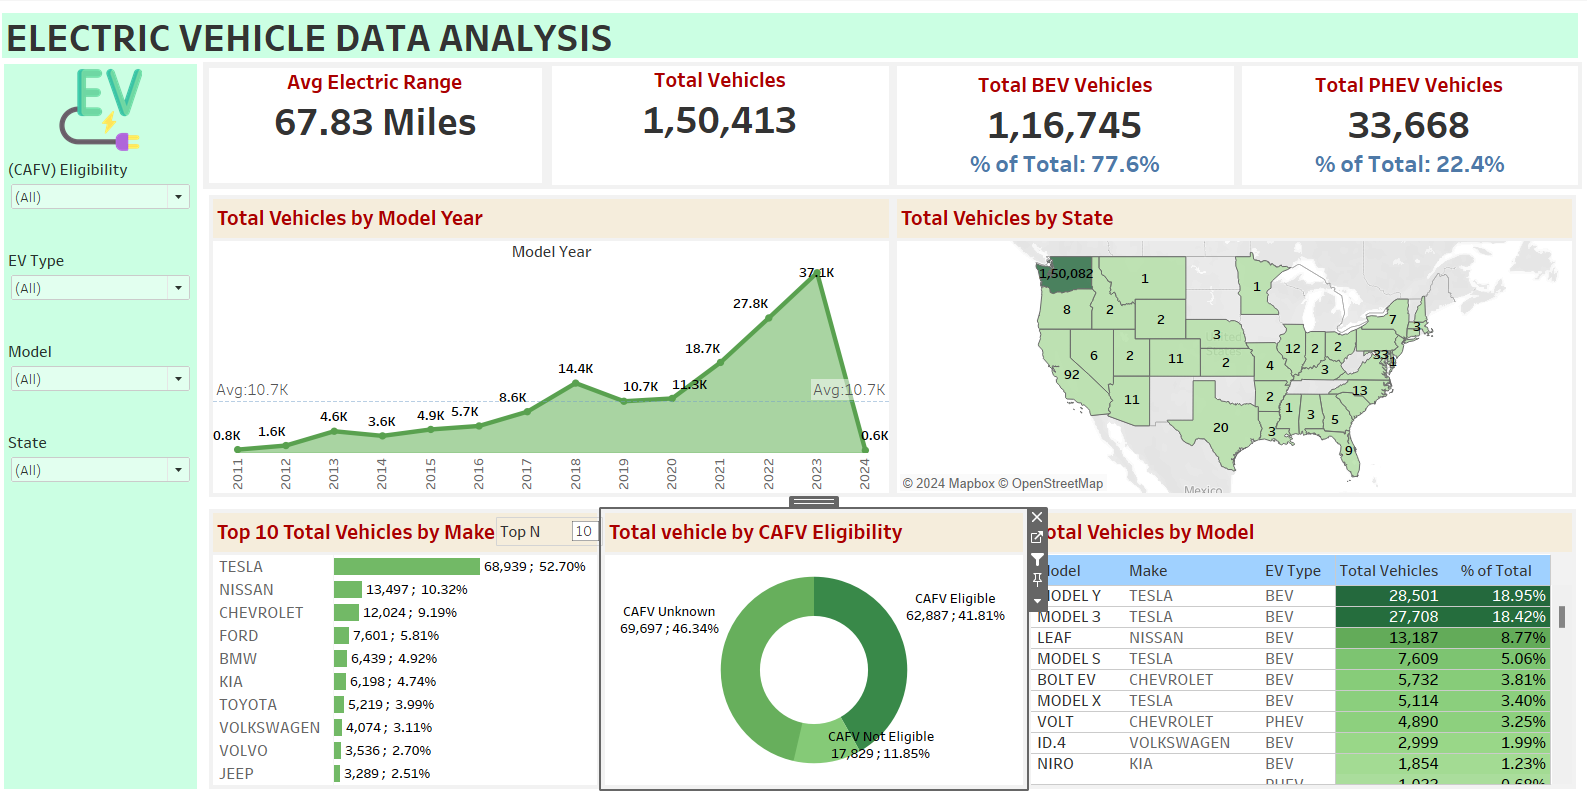 ELECTRIC VEHICLE DATA ANALYSIS
EV
(CAFV) Eligibility
(All)
EV Type
(All)
Model
(All)
State
(All)
Avg Electric Range
67.83 Miles
Total Vehicles
1,50,413
Total BEV Vehicles
1,16,745
% of Total: 77.6%
Total PHEV Vehicles
33,668
% of Total: 22.4%
Total Vehicles by Model Year
Model Year
37.1K
27.8K
18.7K
14.4K
10.7K
11.3K
Avg:10.7K
Avg:10.7K
8.6K
4.6K
3.6K
4.9K
5.7K
0.8K
1.6K
0.6K
2011
2012
2013
2014
2015
2016
2017
2018
2019
2020
2021
2022
2023
2024
Total Vehicles by State
1,50,082
1
1
8
2
2
3
7
3
6
2
11
2
4
12
2
2
3
33
1
92
11
13
2
20
3
1
3
5
9
United
Mexico
© 2024 Mapbox © OpenStreetMap
Top 10 Total Vehicles by Make
Top N 10
TESLA 68,939; 52.70%
NISSAN 13,497; 10.32%
CHEVROLET 12,024; 9.19%
FORD 7,601; 5.81%
BMW 6,439; 4.92%
KIA 6,198; 4.74%
TOYOTA 5,219; 3.99%
VOLKSWAGEN 4,074; 3.11%
VOLVO 3,536; 2.70%
JEEP 3,289; 2.51%
Total vehicle by CAFV Eligibility
CAFV Unknown
69,697; 46.34%
CAFV Eligible
62,887; 41.81%
CAFV Not Eligible
17,829; 11.85%
otal Vehicles by Model
odel Make EV Type Total Vehicles % of Total
MODEL Y TESLA BEV 28,501 18.95%
MODEL 3 TESLA BEV 27,708 18.42%
LEAF NISSAN BEV 13,187 8.77%
MODEL S TESLA BEV 7,609 5.06%
BOLT EV CHEVROLET BEV 5,732 3.81%
MODEL X TESLA BEV 5,114 3.40%
VOLT CHEVROLET PHEV 4,890 3.25%
ID.4 VOLKSWAGEN BEV 2,999 1.99%
NIRO KIA BEV 1,854 1.23%
PHEV